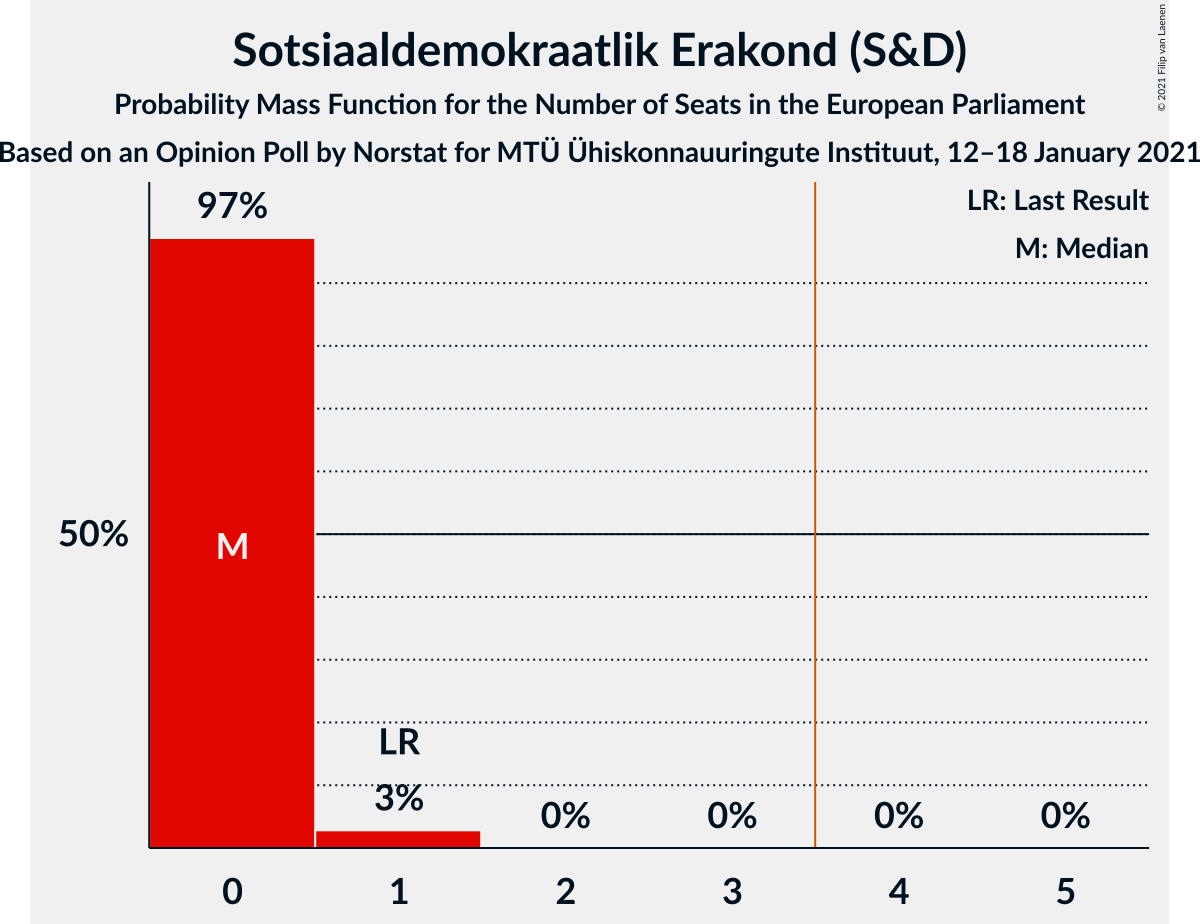 Sotsiaaldemokraatlik Erakond (S&D)
Probability Mass Function for the Number of Seats in the European Parliament
Based on an Opinion Poll by Norstat for MTÜ Ühiskonnauuringute Instituut, 12–18 January 2021
© 2021 Filip van Laenen
LR: Last Result
M: Median
97%
50%
M
LR
3%
0%
0%
0%
0%
0
1
2
3
4
5